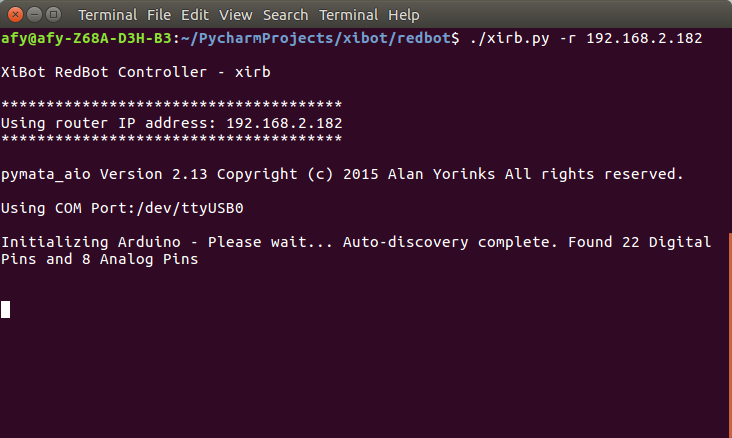 Terminal File Edit View Search Terminal Help
afy@afy-Z68A-D3H-B3:~/PycharmProjects/xibot/redbot$ ./xirb.py -r 192.168.2.182
XiBot RedBot Controller - xirb
**************************************
Using router IP address: 192.168.2.182
**************************************
pymata_aio Version 2.13 Copyright (c) 2015 Alan Yorinks All rights reserved.
Using COM Port:/dev/ttyUSB0
Initializing Arduino - Please wait... Auto-discovery complete. Found 22 Digital
Pins and 8 Analog Pins